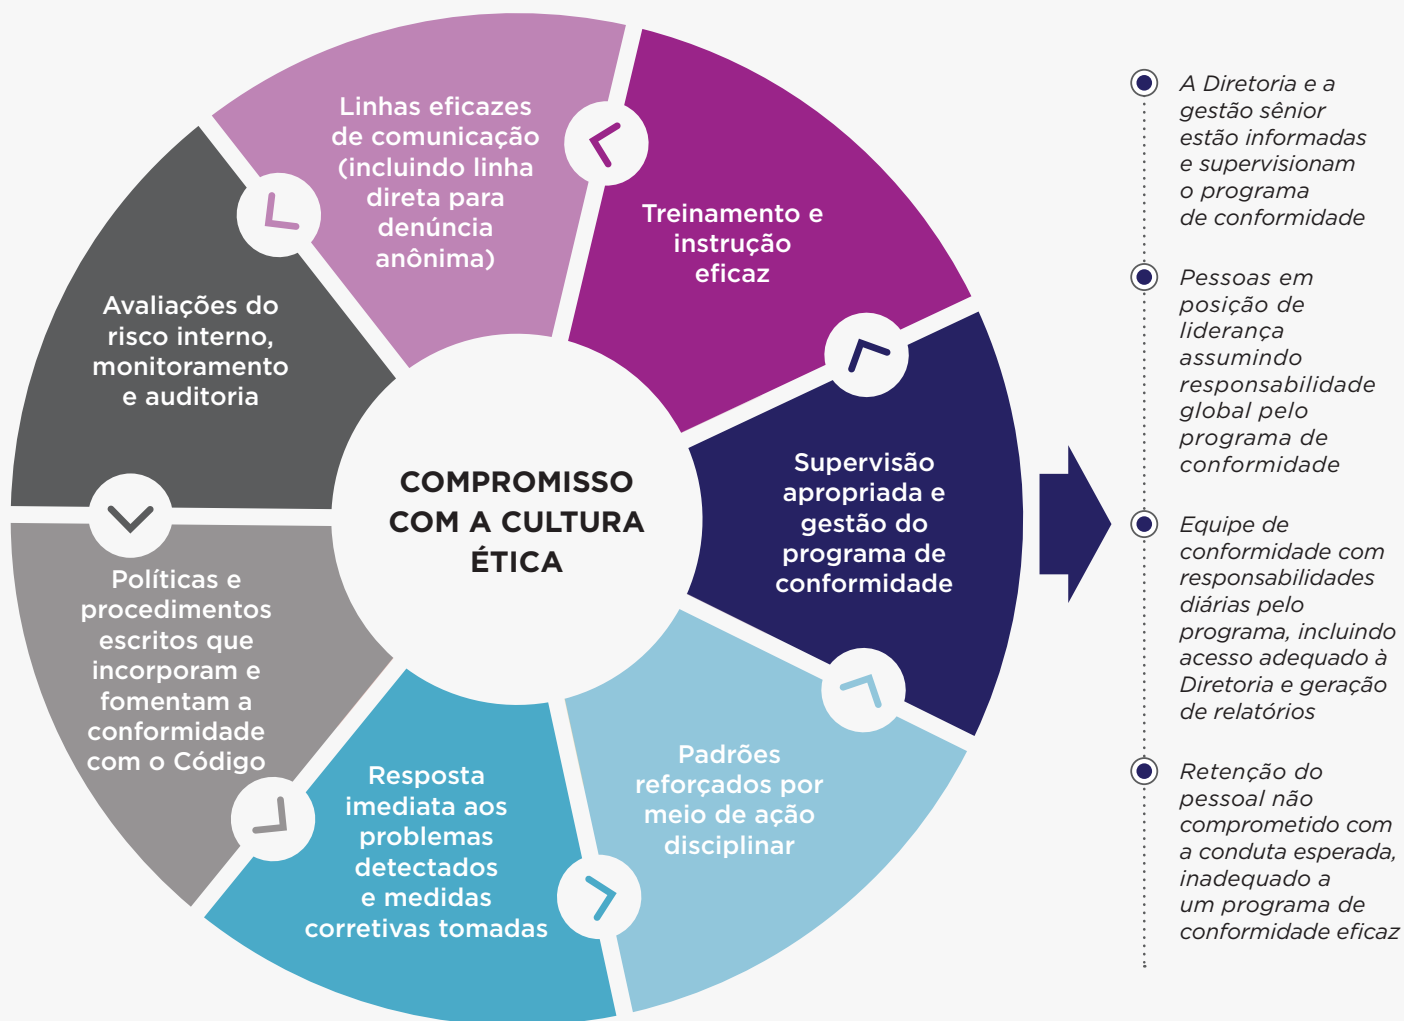 Linhas eficazes
de comunicação
(incluindo linha
direta para
denúncia
anônima)
Treinamento e
instrução
eficaz
Avaliações do
risco interno,
monitoramento
e auditoria
COMPROMISSO
COM A CULTURA
ÉTICA
Supervisão
apropriada e
gestão do
programa de
conformidade
Políticas e
procedimentos
escritos que
incorporam e
fomentam a
conformidade
com o Código
Resposta
imediata aos
problemas
detectados
e medidas
corretivas tomadas
Padrões
reforçados por
meio de ação
disciplinar
A Diretoria e a
gestão sênior
estão informadas
e supervisionam
o programa
de conformidade
Pessoas em
posição de
liderança
assumindo
responsabilidade
global pelo
programa de
conformidade
Equipe de
conformidade com
responsabilidades
diárias pelo
programa, incluindo
acesso adequado à
Diretoria e geração
de relatórios
Retenção do
pessoal não
comprometido com
a conduta esperada,
inadequado a
um programa de
conformidade eficaz